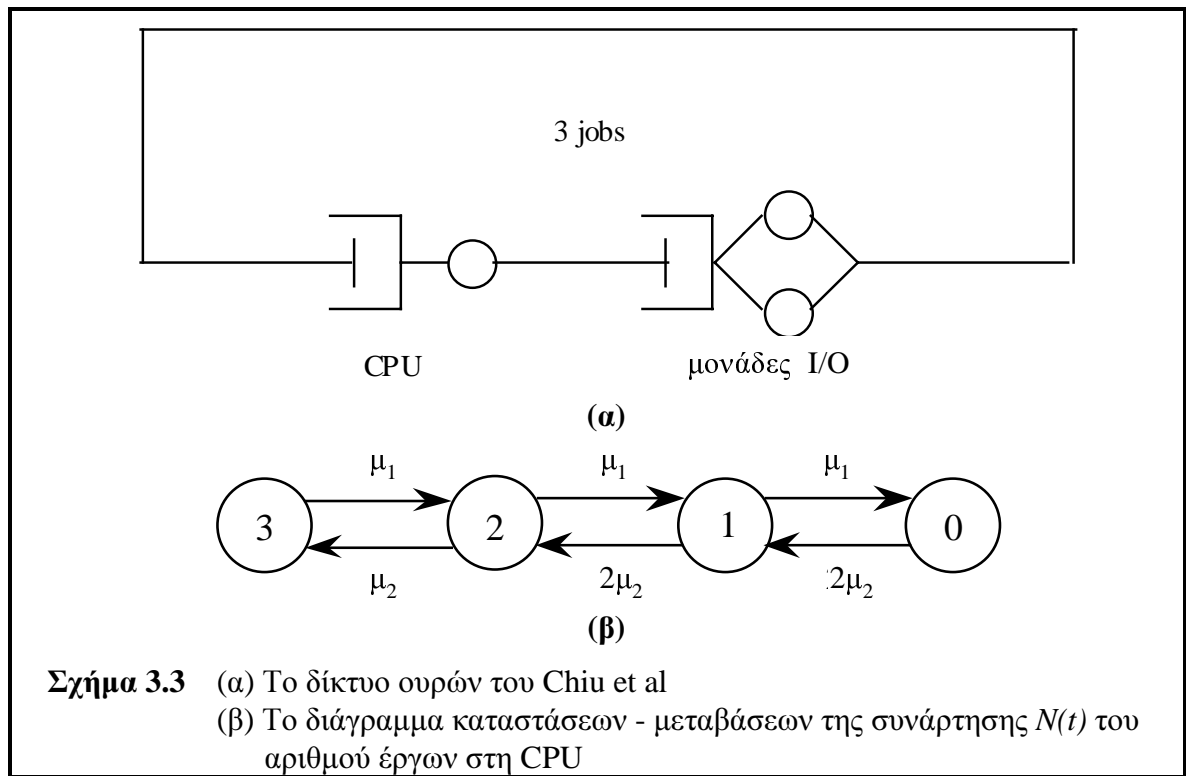 3 jobs
CPU
μονάδες I/O
(α)
μ₁ μ₁ μ₁
3 2 1 0
μ₂ 2μ₂ 2μ₂
(β)
Σχήμα 3.3 (α) Το δίκτυο ουρών του Chiu et al
(β) Το διάγραμμα καταστάσεων - μεταβάσεων της συνάρτησης N(t) του
αριθμού έργων στη CPU